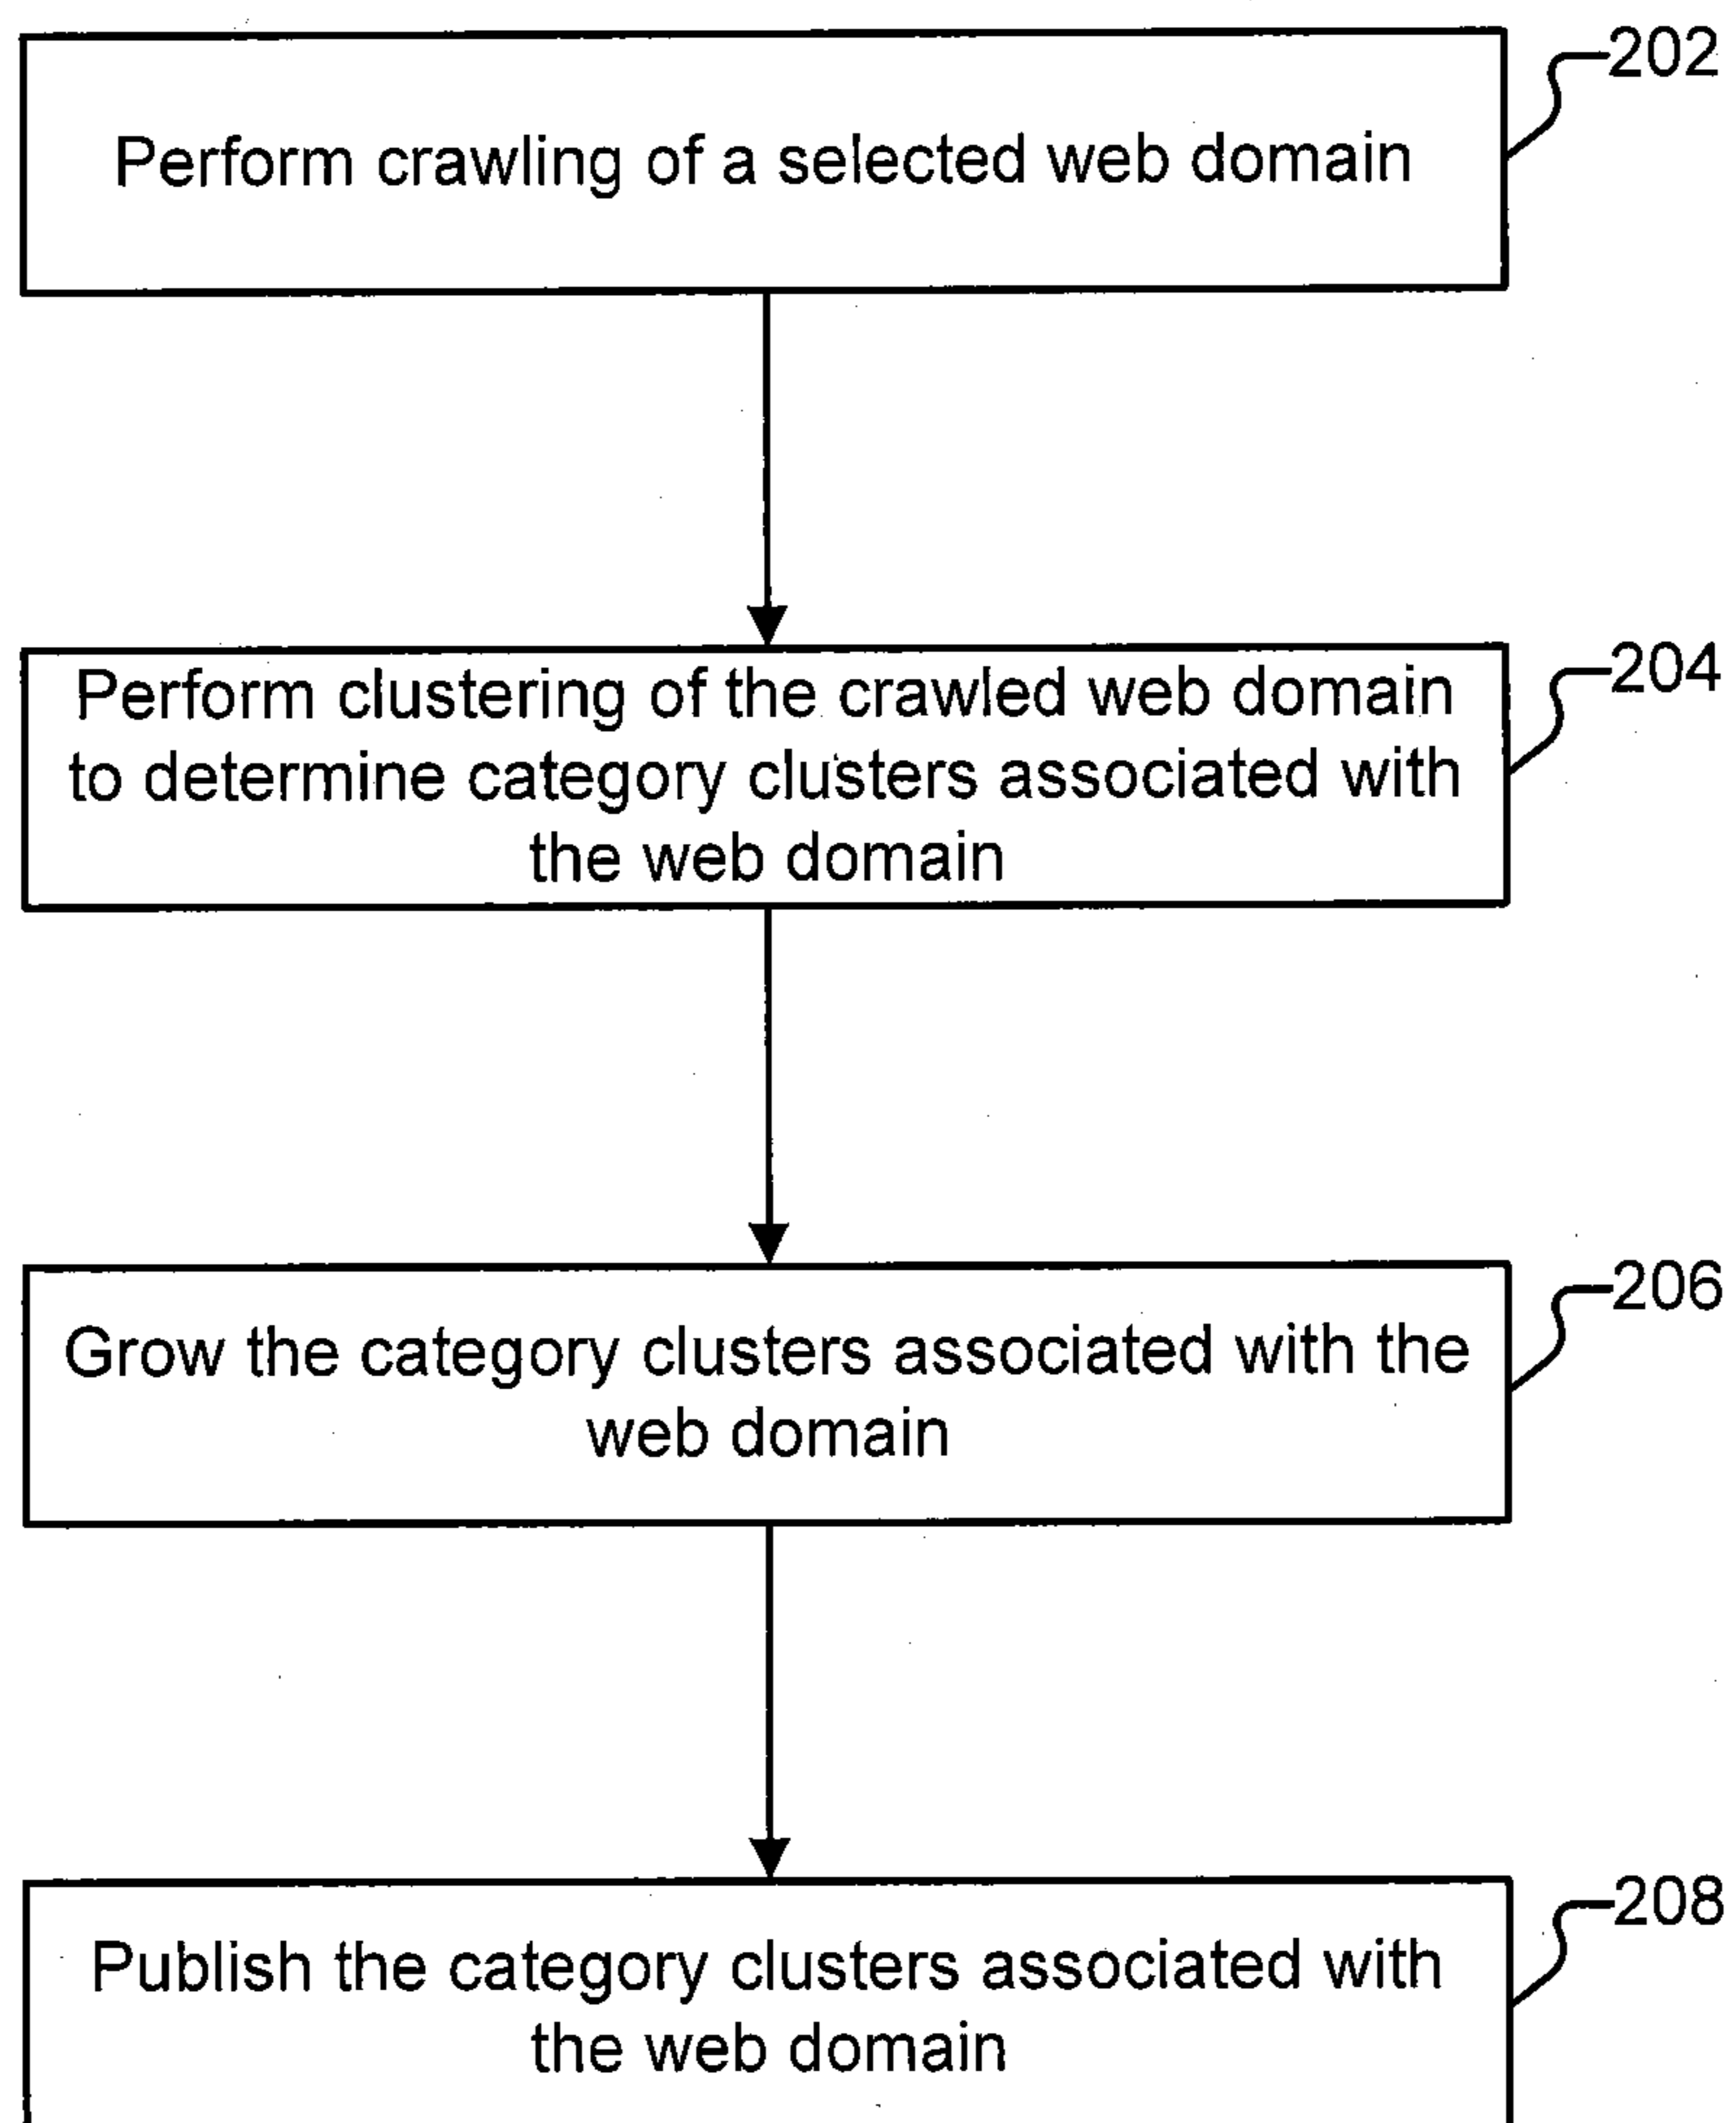 202
Perform crawling of a selected web domain
204
Perform clustering of the crawled web domain
to determine category clusters associated with
the web domain
206
Grow the category clusters associated with the
web domain
208
Publish the category clusters associated with
the web domain